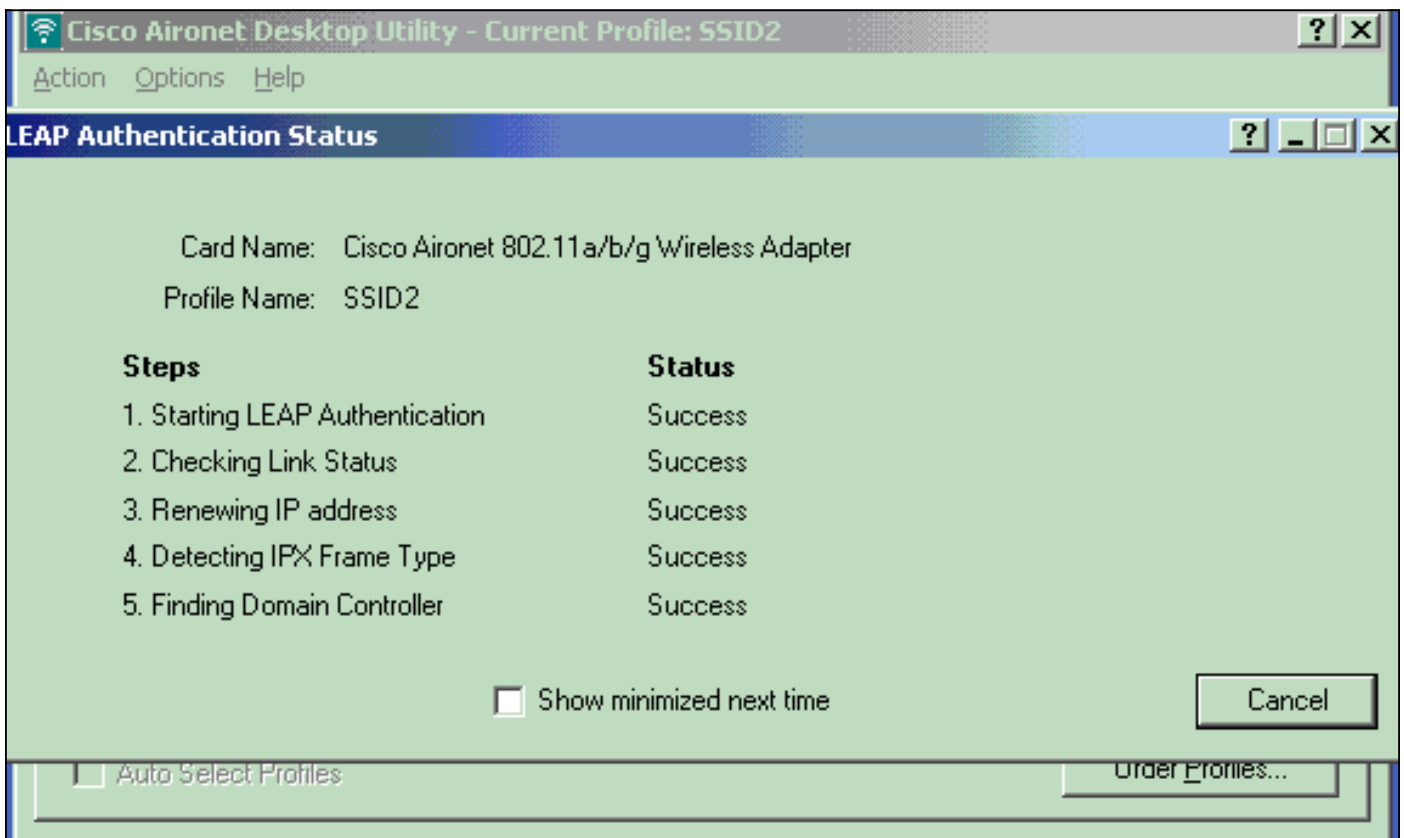 Cisco Aironet Desktop Utility - Current Profile: SSID2
Action Options Help
LEAP Authentication Status
Card Name: Cisco Aironet 802.11a/b/g Wireless Adapter
Profile Name: SSID2
Steps Status
1. Starting LEAP Authentication Success
2. Checking Link Status Success
3. Renewing IP address Success
4. Detecting IPX Frame Type Success
5. Finding Domain Controller Success
Show minimized next time
Cancel
Auto Select Profiles
Order Profiles...